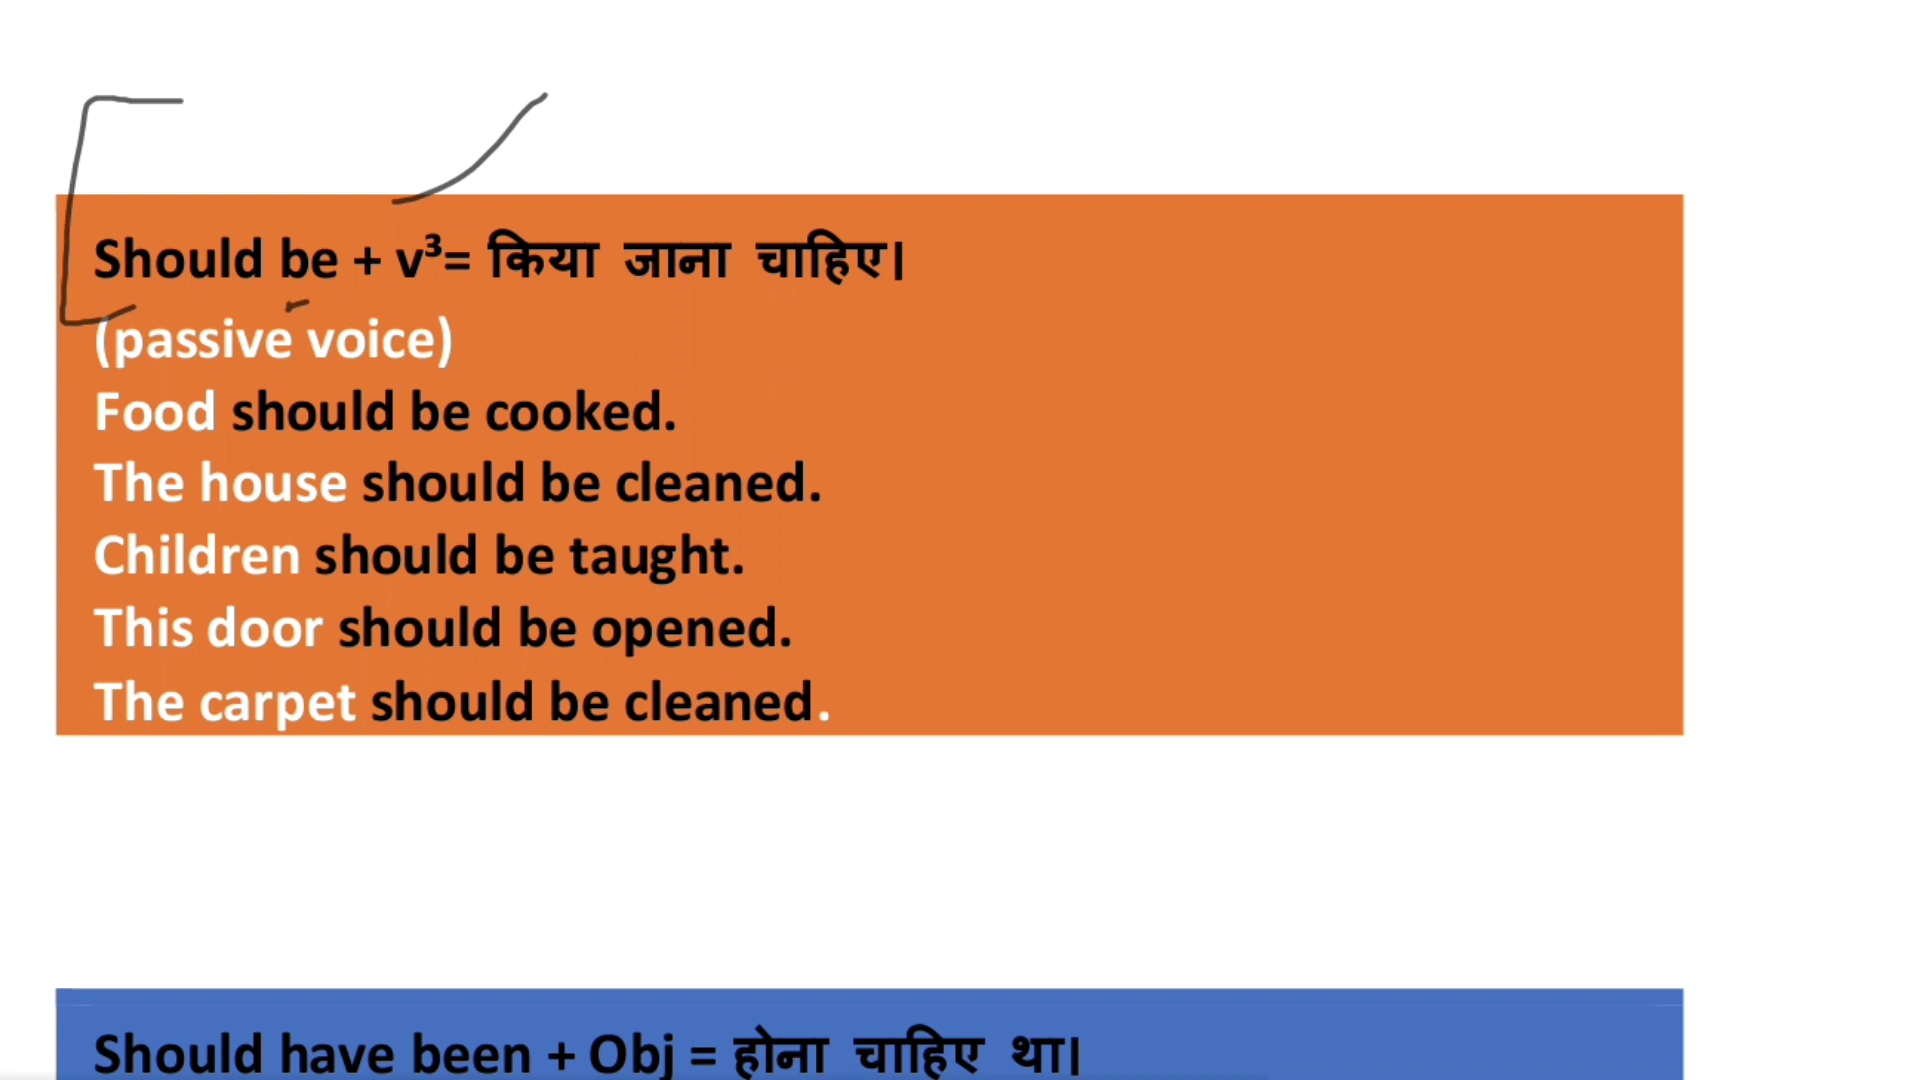 Should be + v³= किया जाना चाहिए।
(passive voice)
Food should be cooked.
The house should be cleaned.
Children should be taught.
This door should be opened.
The carpet should be cleaned.
Should have been + Obj = होना चाहिए था।